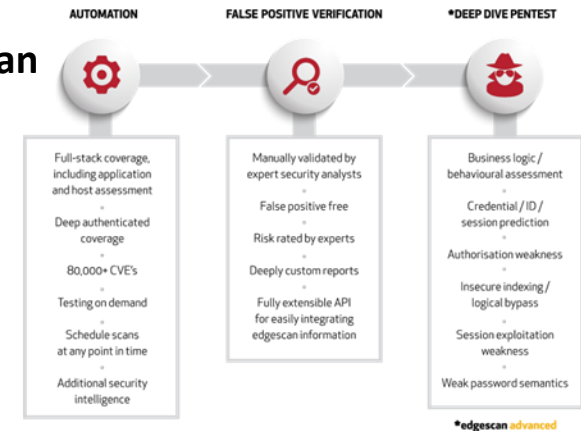 AUTOMATION
FALSE POSITIVE VERIFICATION
*DEEP DIVE PENTEST
an
Full-stack coverage,
including application
and host assessment
Deep authenticated
coverage
80,000+ CVE's
Testing on demand
Schedule scans
at any point in time
Additional security
intelligence
Manually validated by
expert security analysts
False positive free
Risk rated by experts
Deeply custom reports
Fully extensible API
for easily integrating
edgescan information
Business logic /
behavioural assessment
Credential / ID /
session prediction
Authorisation weakness
Insecure indexing /
logical bypass
Session exploitation
weakness
Weak password semantics
*edgescan advanced